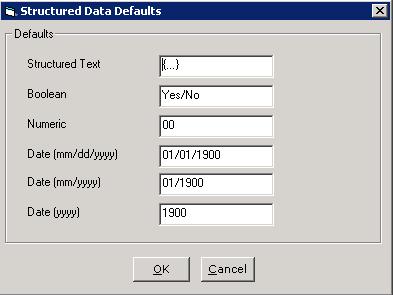 Structured Data Defaults
Defaults
Structured Text {...}
Boolean Yes/No
Numeric 00
Date (mm/dd/yyyy) 01/01/1900
Date (mm/yyyy) 01/1900
Date (yyyy) 1900
OK Cancel